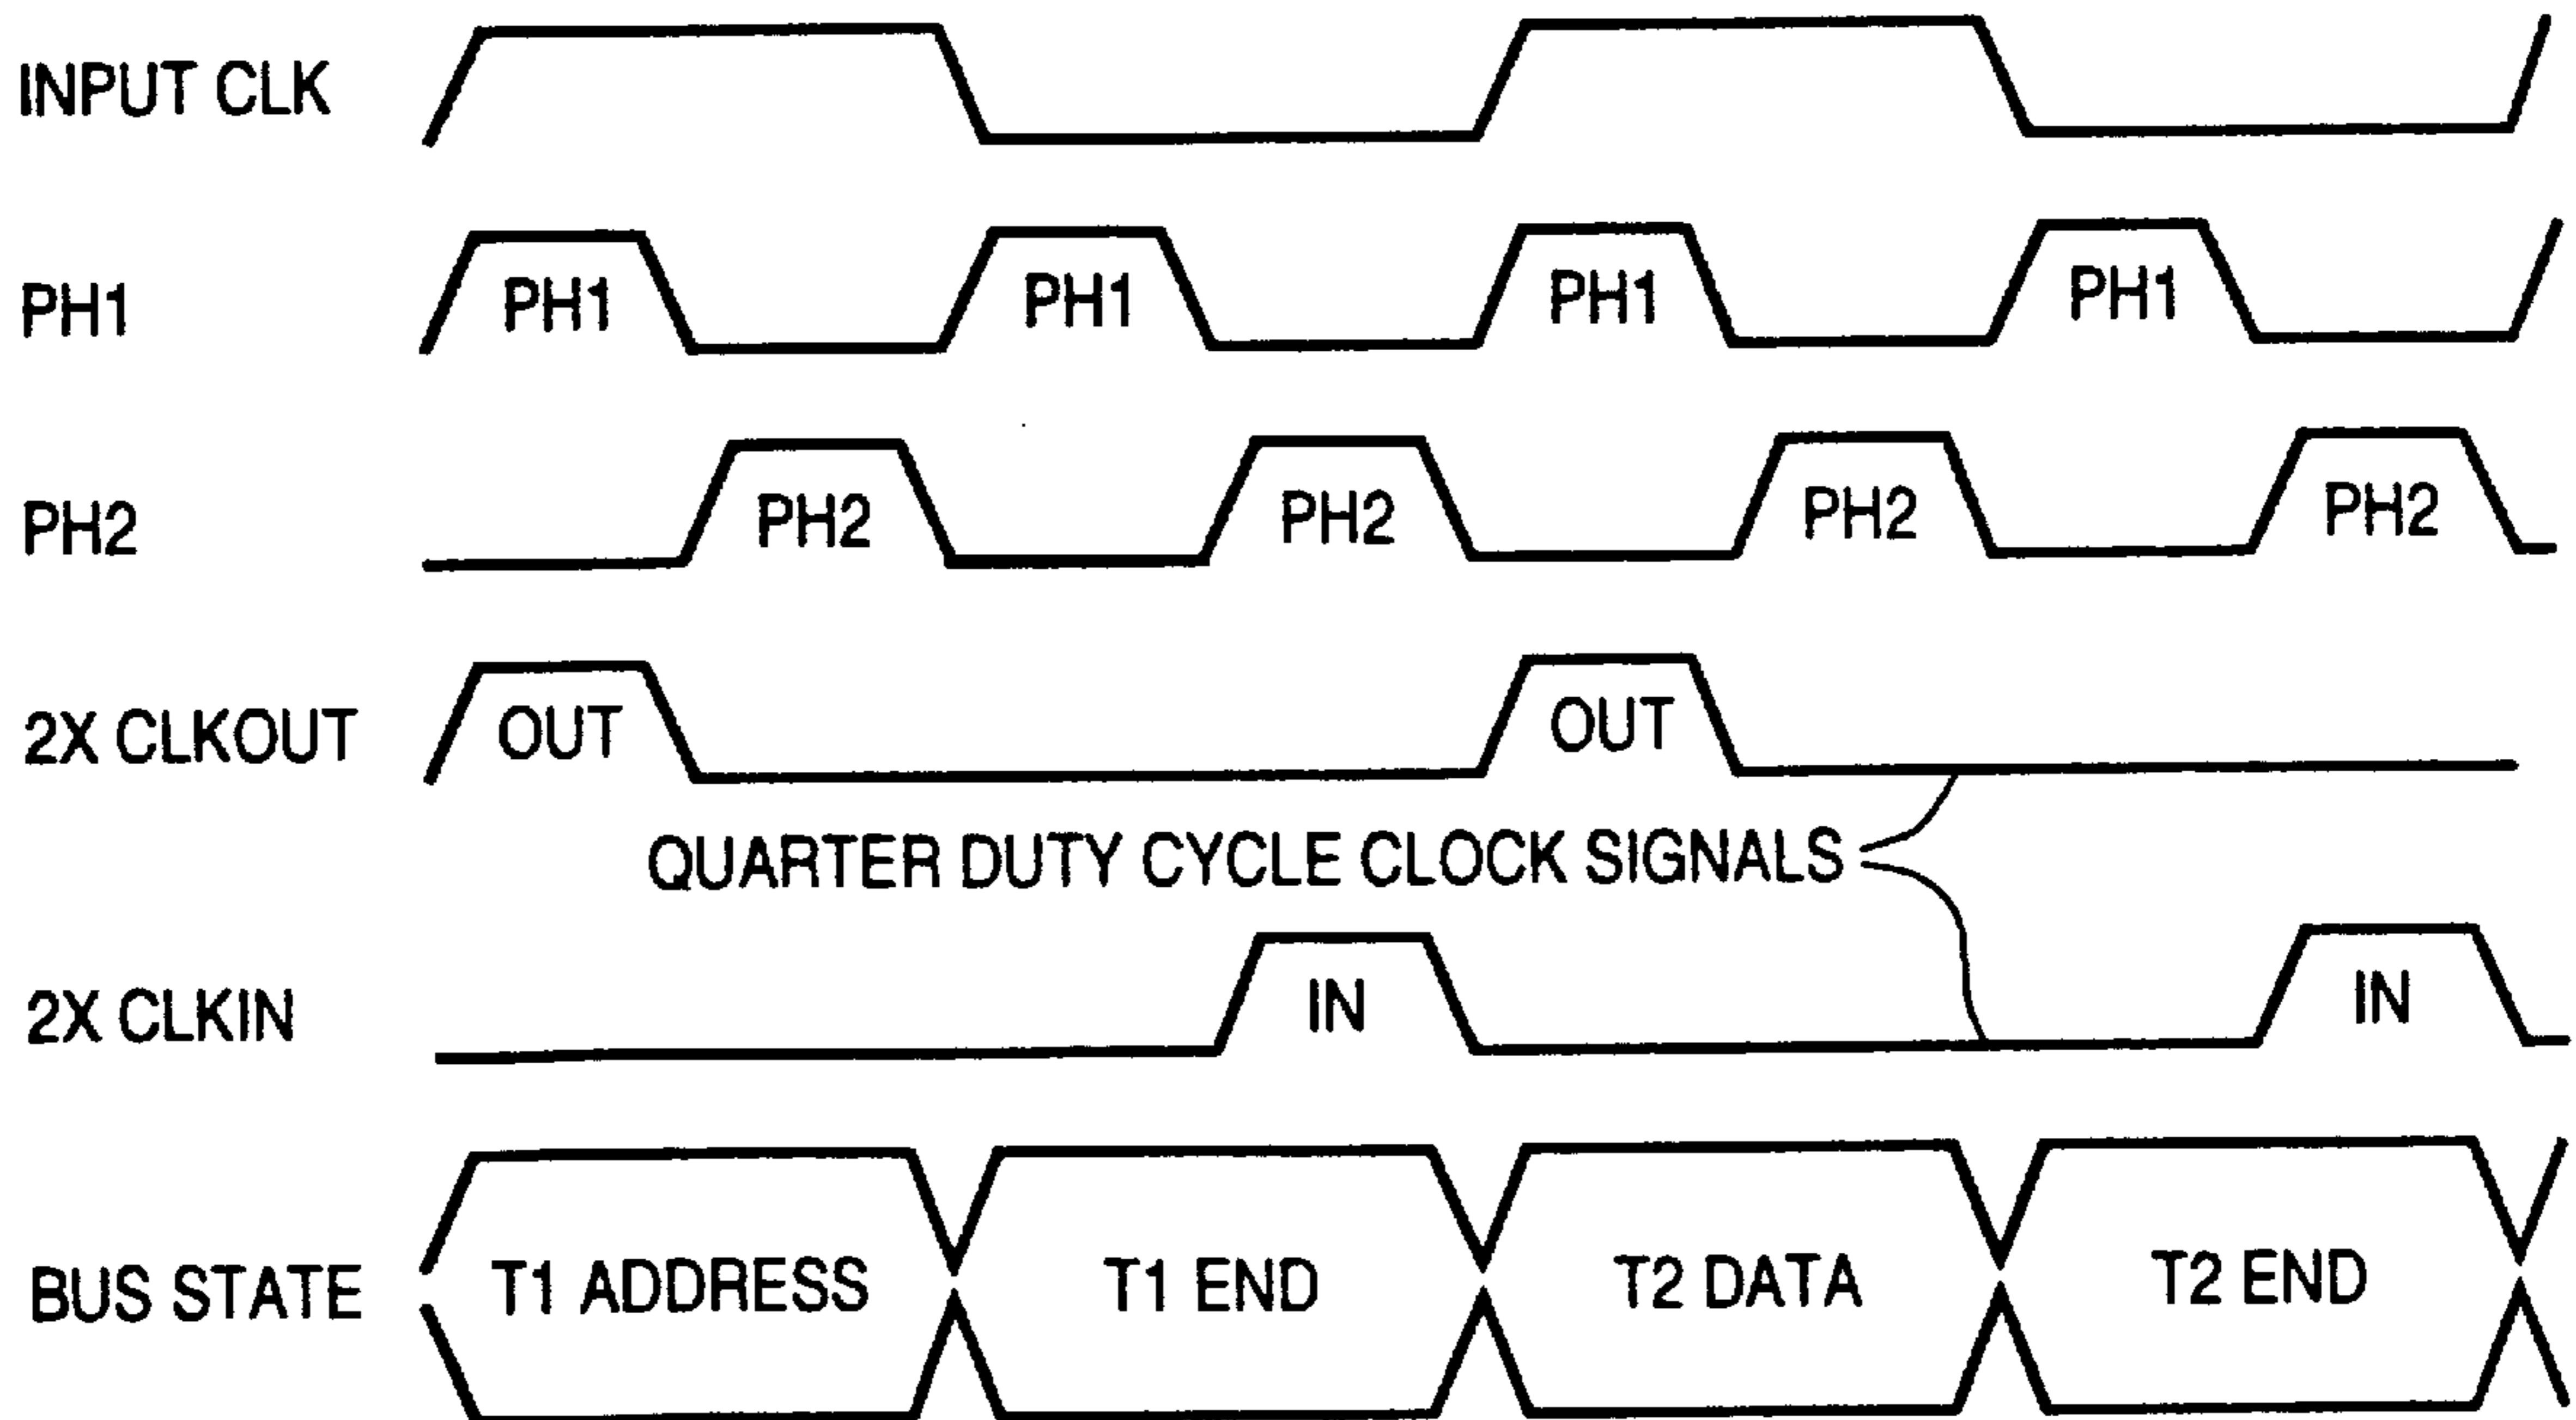 INPUT CLK
PH1 PH1 PH1 PH1 PH1
PH2 PH2 PH2 PH2 PH2
2X CLKOUT OUT OUT
QUARTER DUTY CYCLE CLOCK SIGNALS
2X CLKIN IN IN
BUS STATE T1 ADDRESS T1 END T2 DATA T2 END